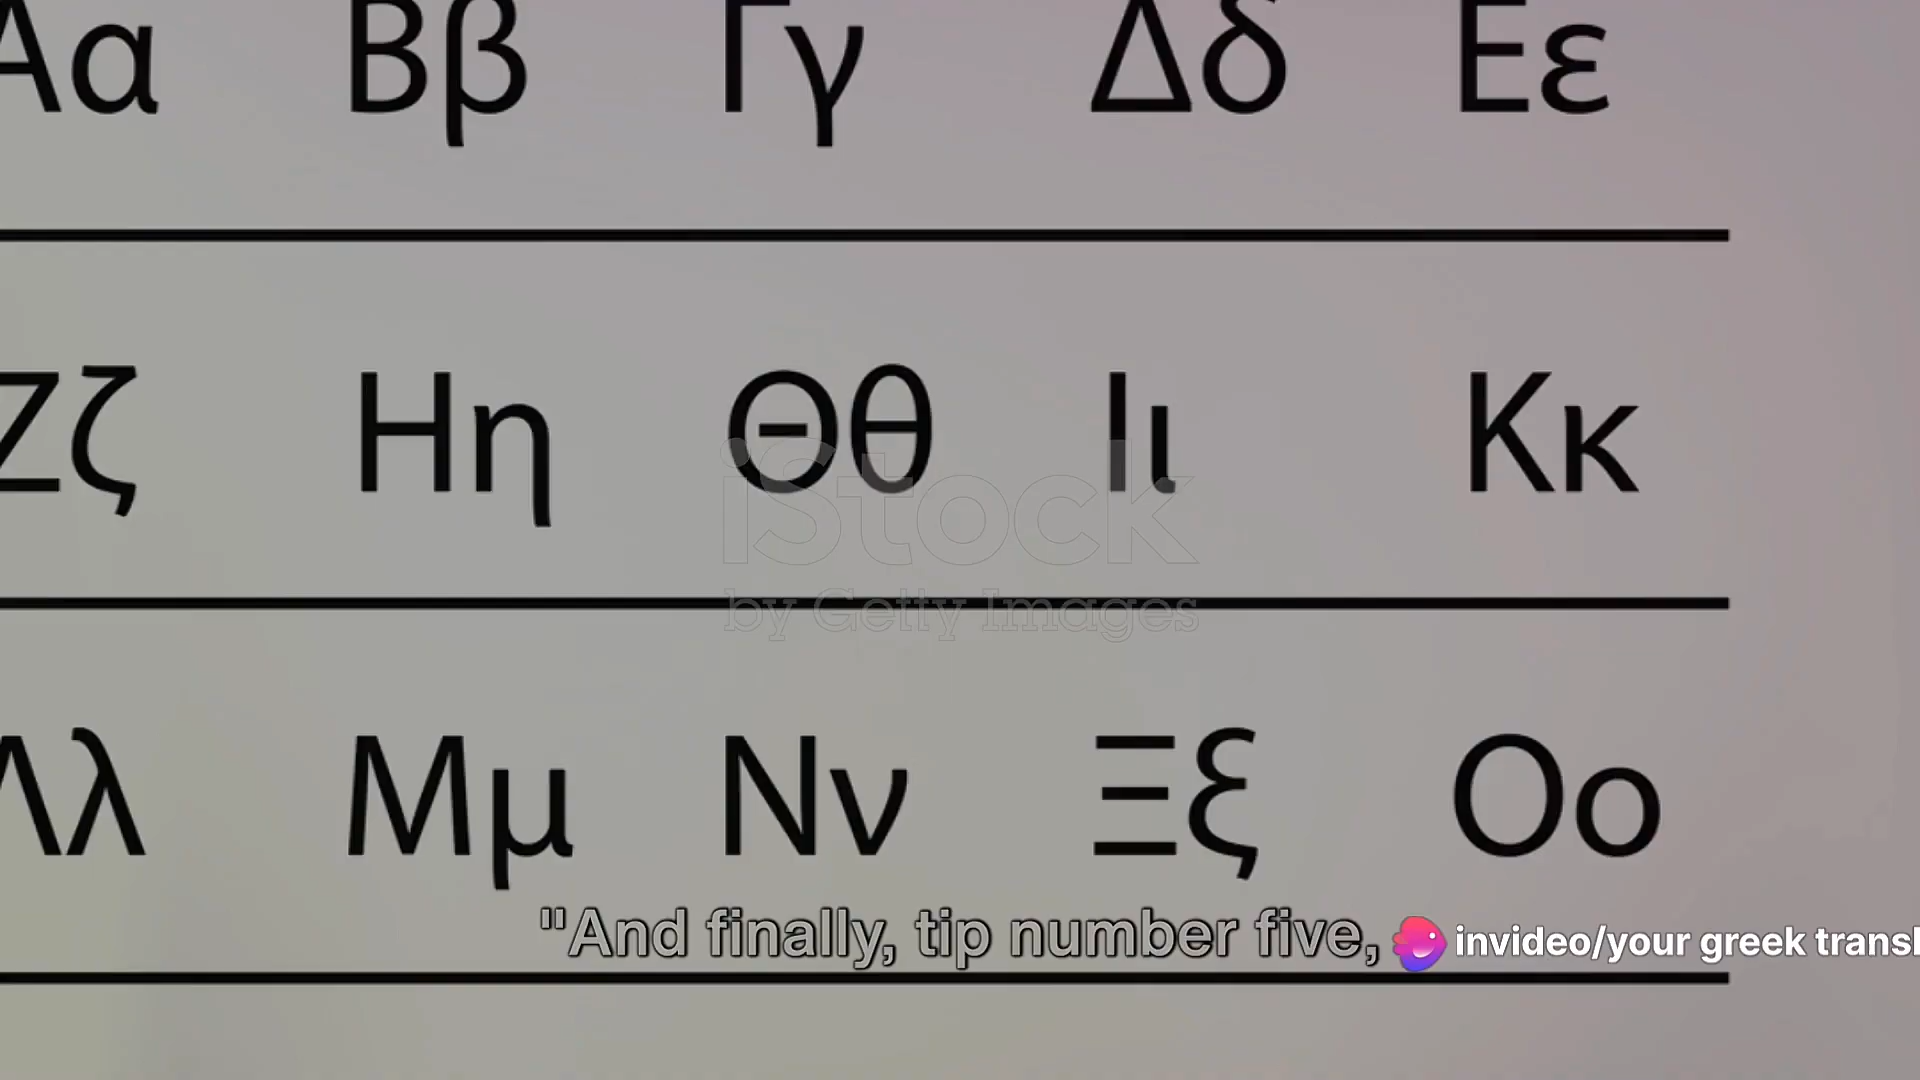 Αα Ββ Γγ Δδ Εε
Ζζ Ηη Θθ Ιι Κκ
iStock
by Getty Images
Λλ Μμ Νν Ξξ Οο
"And finally, tip number five,
invideo/your greek transl